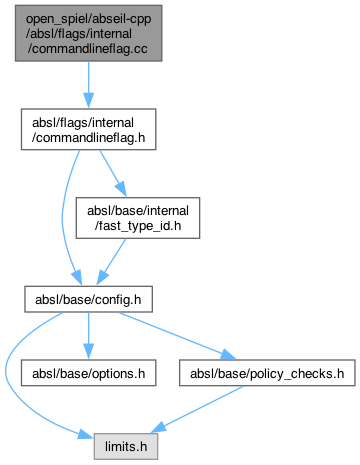 open_spiel/abseil-cpp
/absl/flags/internal
/commandlineflag.cc
absl/flags/internal
/commandlineflag.h
absl/base/internal
/fast_type_id.h
absl/base/config.h
absl/base/options.h
absl/base/policy_checks.h
limits.h